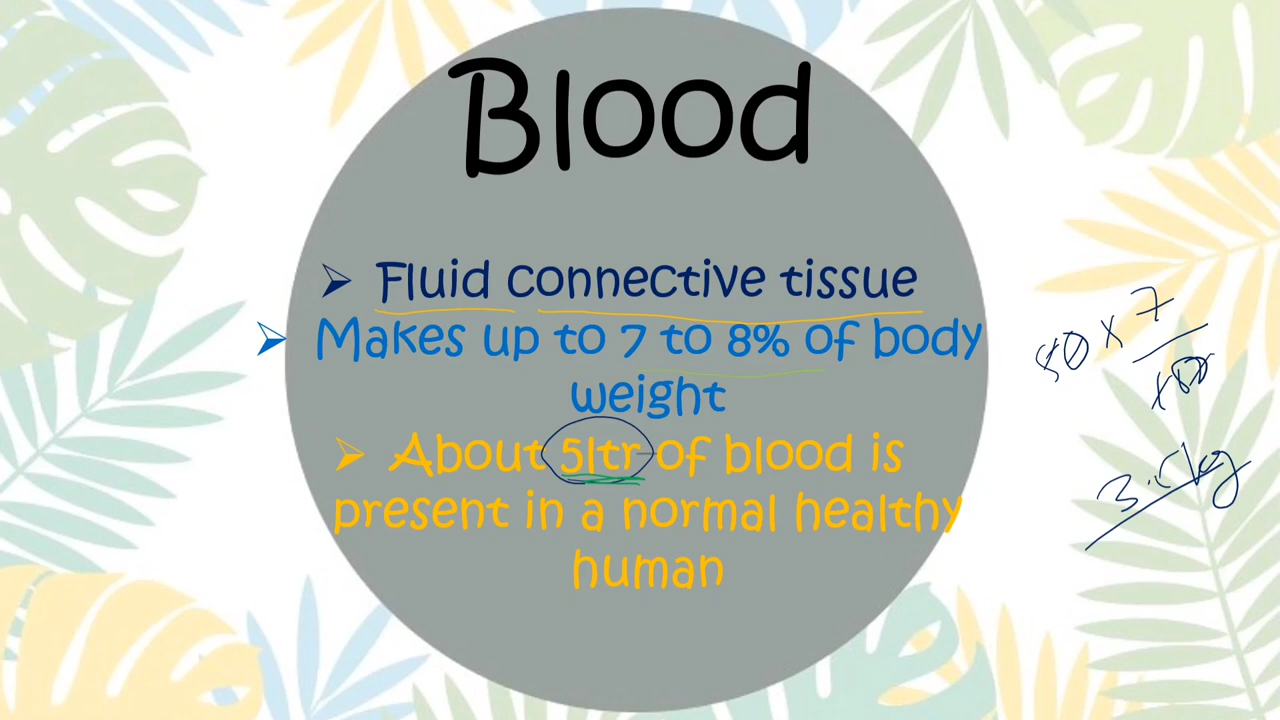 Blood
➢ Fluid connective tissue
➢ Makes up to 7 to 8% of body
weight
➢ About 5ltr of blood is
present in a normal healthy
human
50 × 7
100
3.5kg